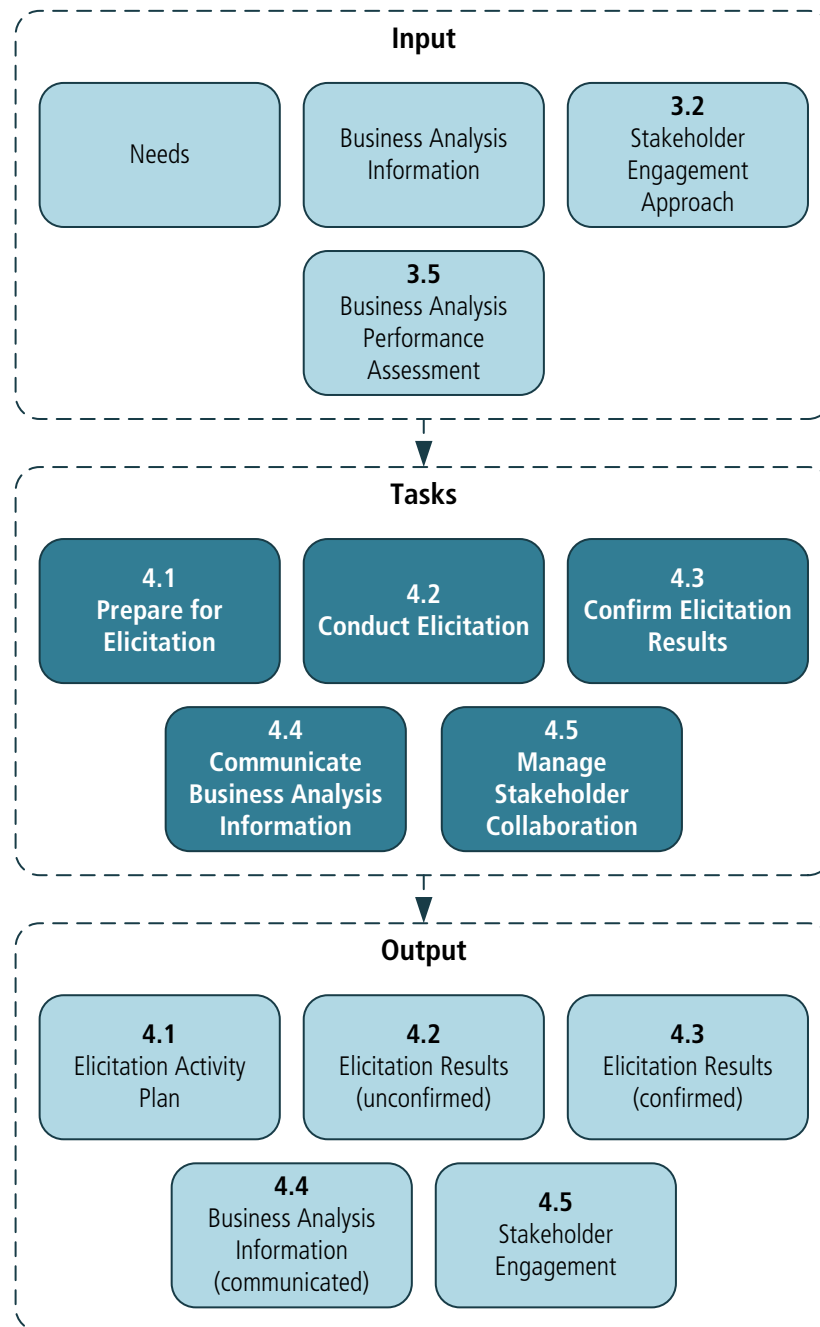 Input
Needs
Business Analysis
Information
3.2
Stakeholder
Engagement
Approach
3.5
Business Analysis
Performance
Assessment
Tasks
4.1
Prepare for
Elicitation
4.2
Conduct Elicitation
4.3
Confirm Elicitation
Results
4.4
Communicate
Business Analysis
Information
4.5
Manage
Stakeholder
Collaboration
Output
4.1
Elicitation Activity
Plan
4.2
Elicitation Results
(unconfirmed)
4.3
Elicitation Results
(confirmed)
4.4
Business Analysis
Information
(communicated)
4.5
Stakeholder
Engagement